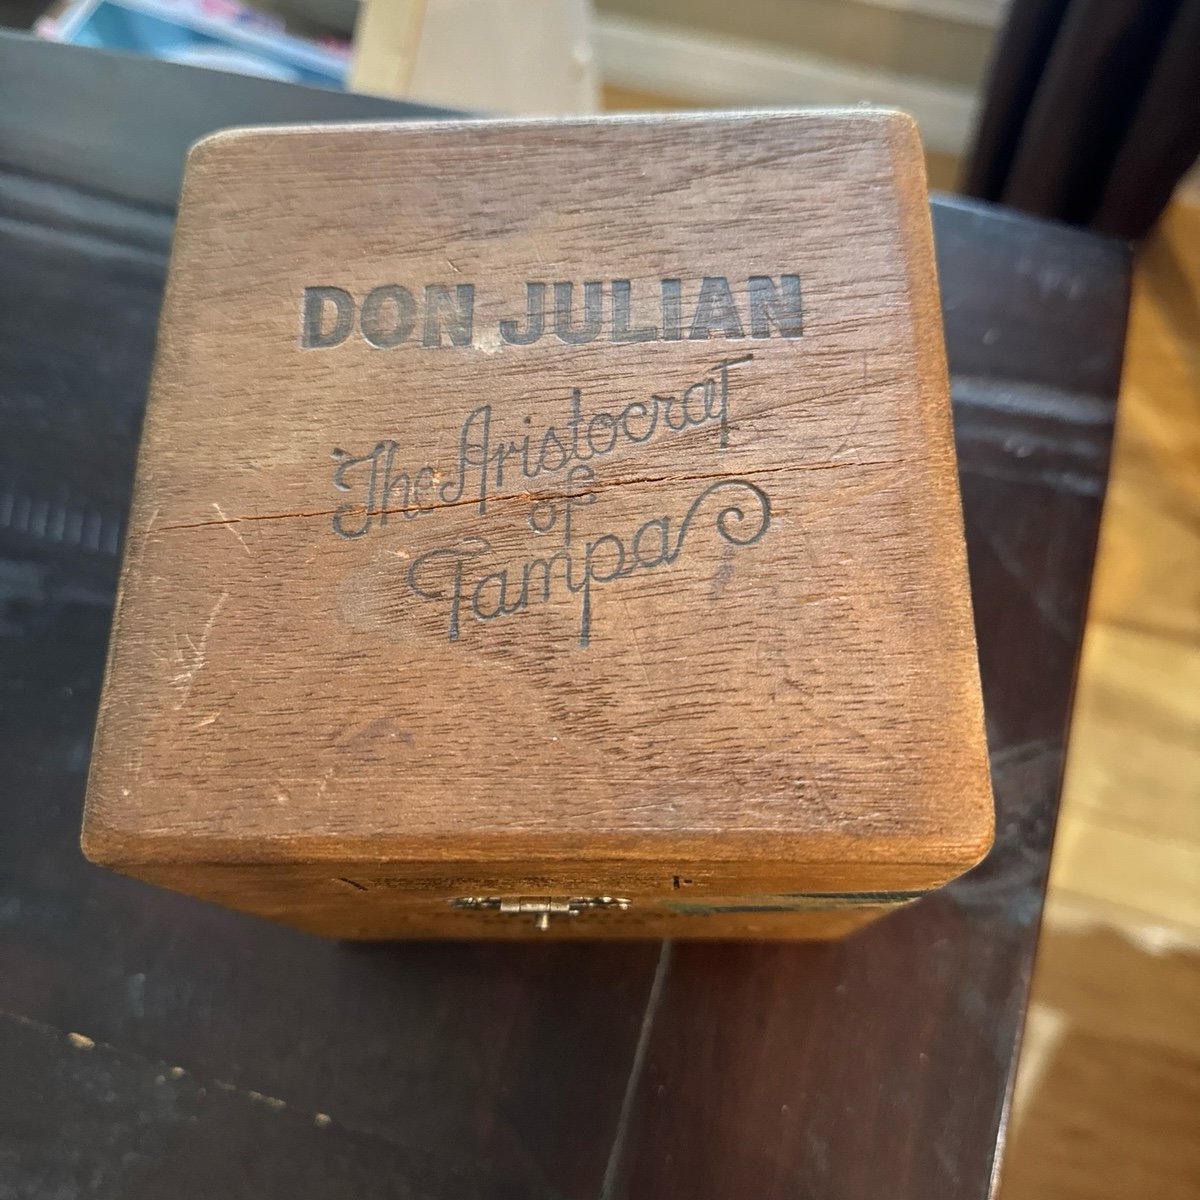 DON JULIAN
The Aristocrat
of
Tampa